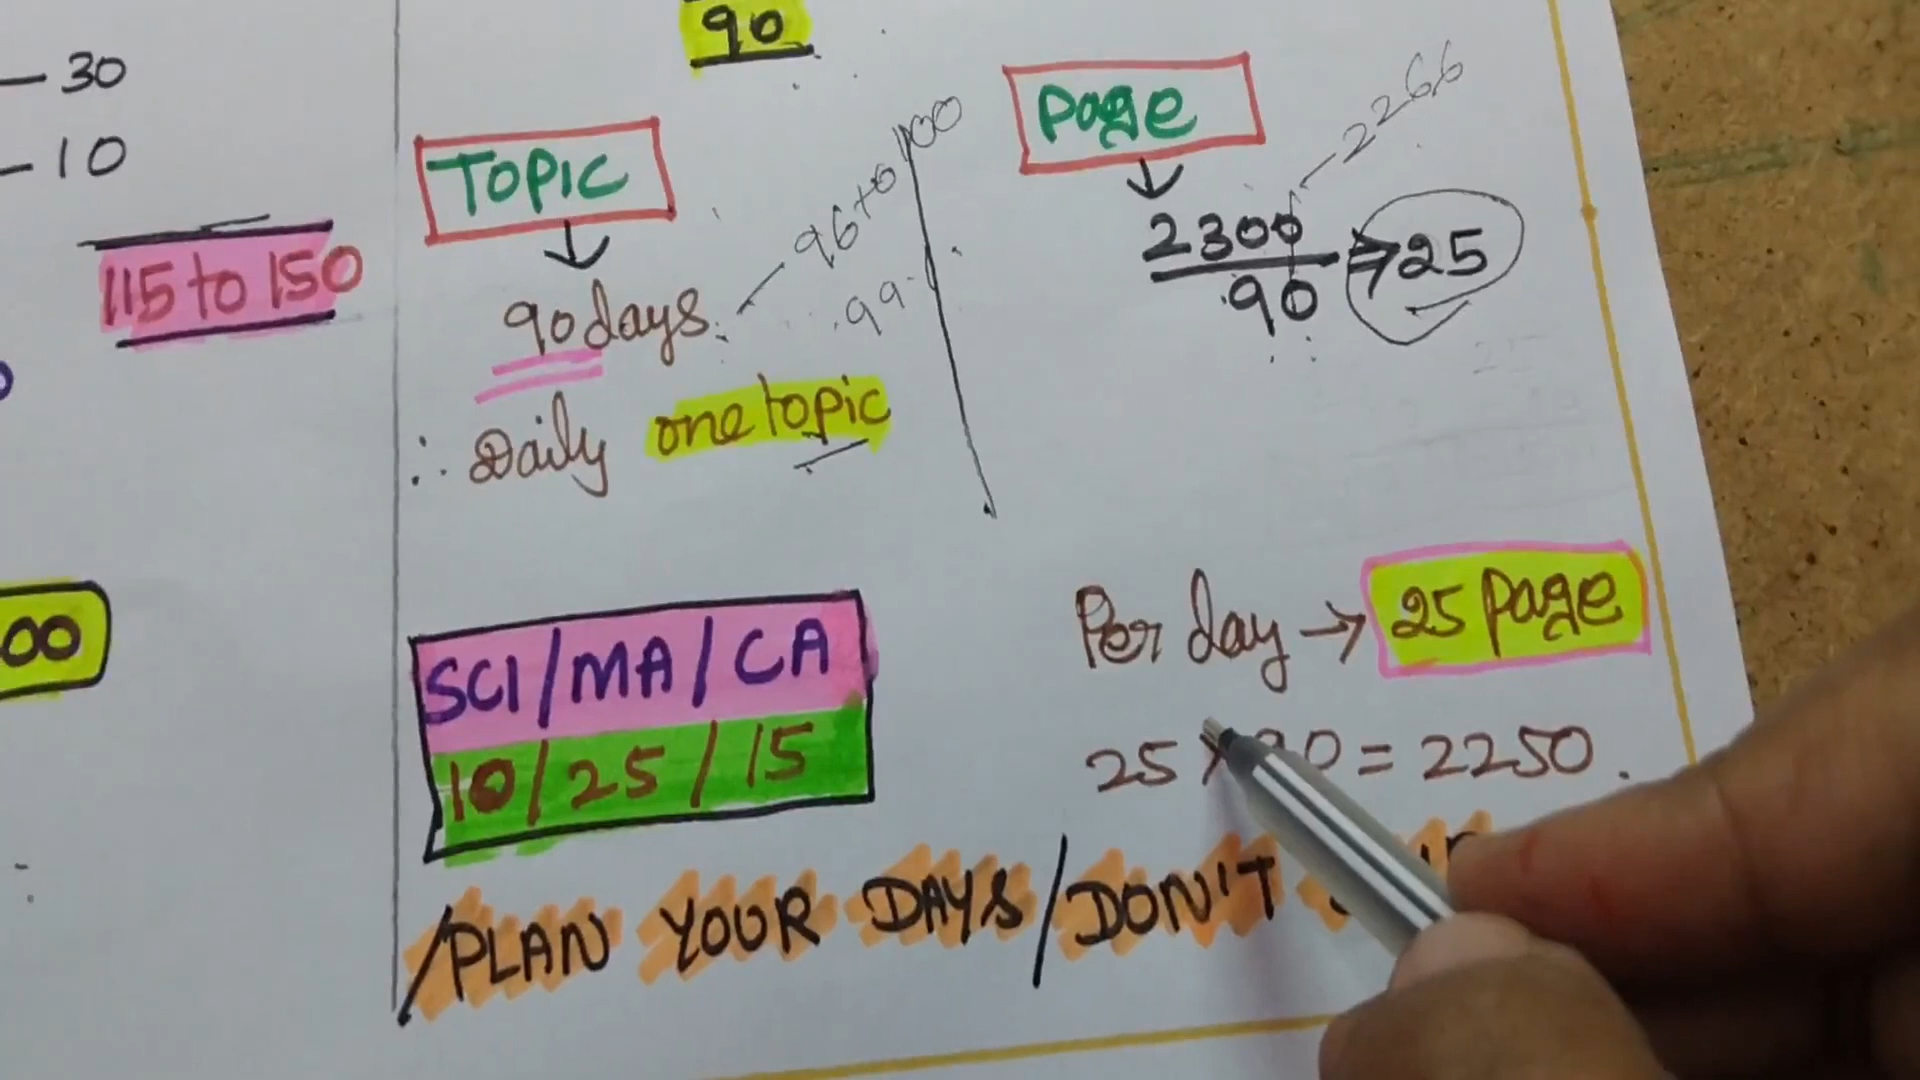 30
10
115 to 150
00
90
TOPIC
96 to 100
99
90 days
∴ Daily one topic
Page
2266
2300
90
⇒ 25
SCI / MA / CA
10 / 25 / 15
Per day → 25 page
25 × 90 = 2250.
/PLAN YOUR DAYS / DON'T